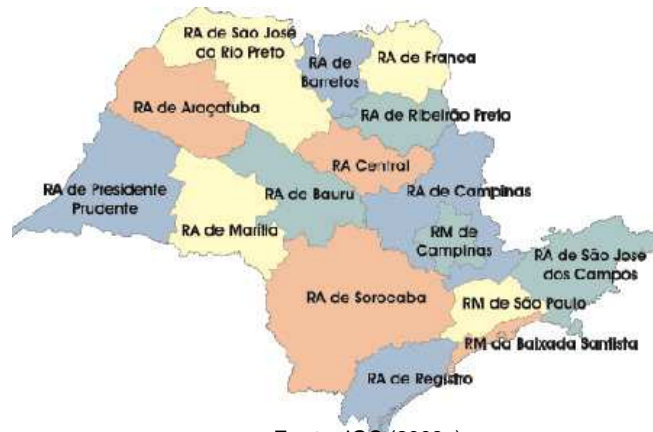 RA de São José
do Rio Preto
RA de
Barretos
RA de Franca
RA de Araçatuba
RA de Ribeirão Preto
RA Central
RA de Presidente
Prudente
RA de Bauru
RA de Campinas
RA de Marília
RM de
Campinas
RA de São José
dos Campos
RA de Sorocaba
RM de São Paulo
RM da Baixada Santista
RA de Registro